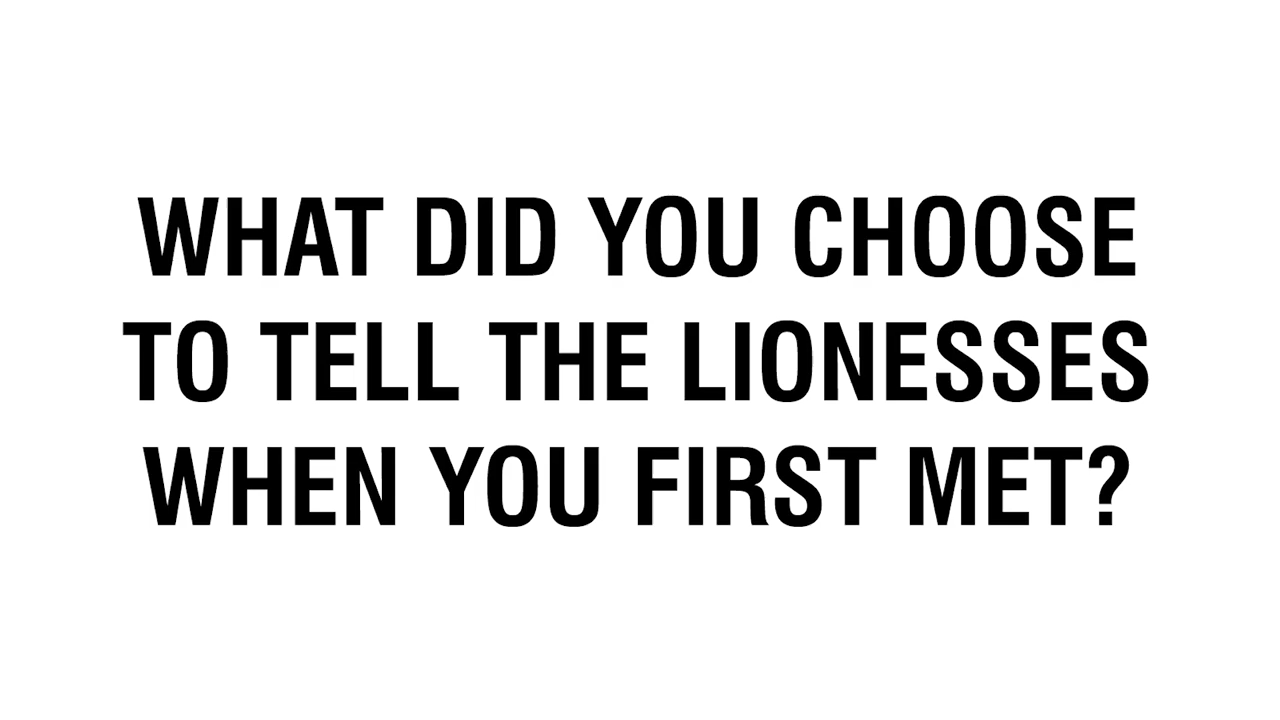 WHAT DID YOU CHOOSE
TO TELL THE LIONESSES
WHEN YOU FIRST MET?